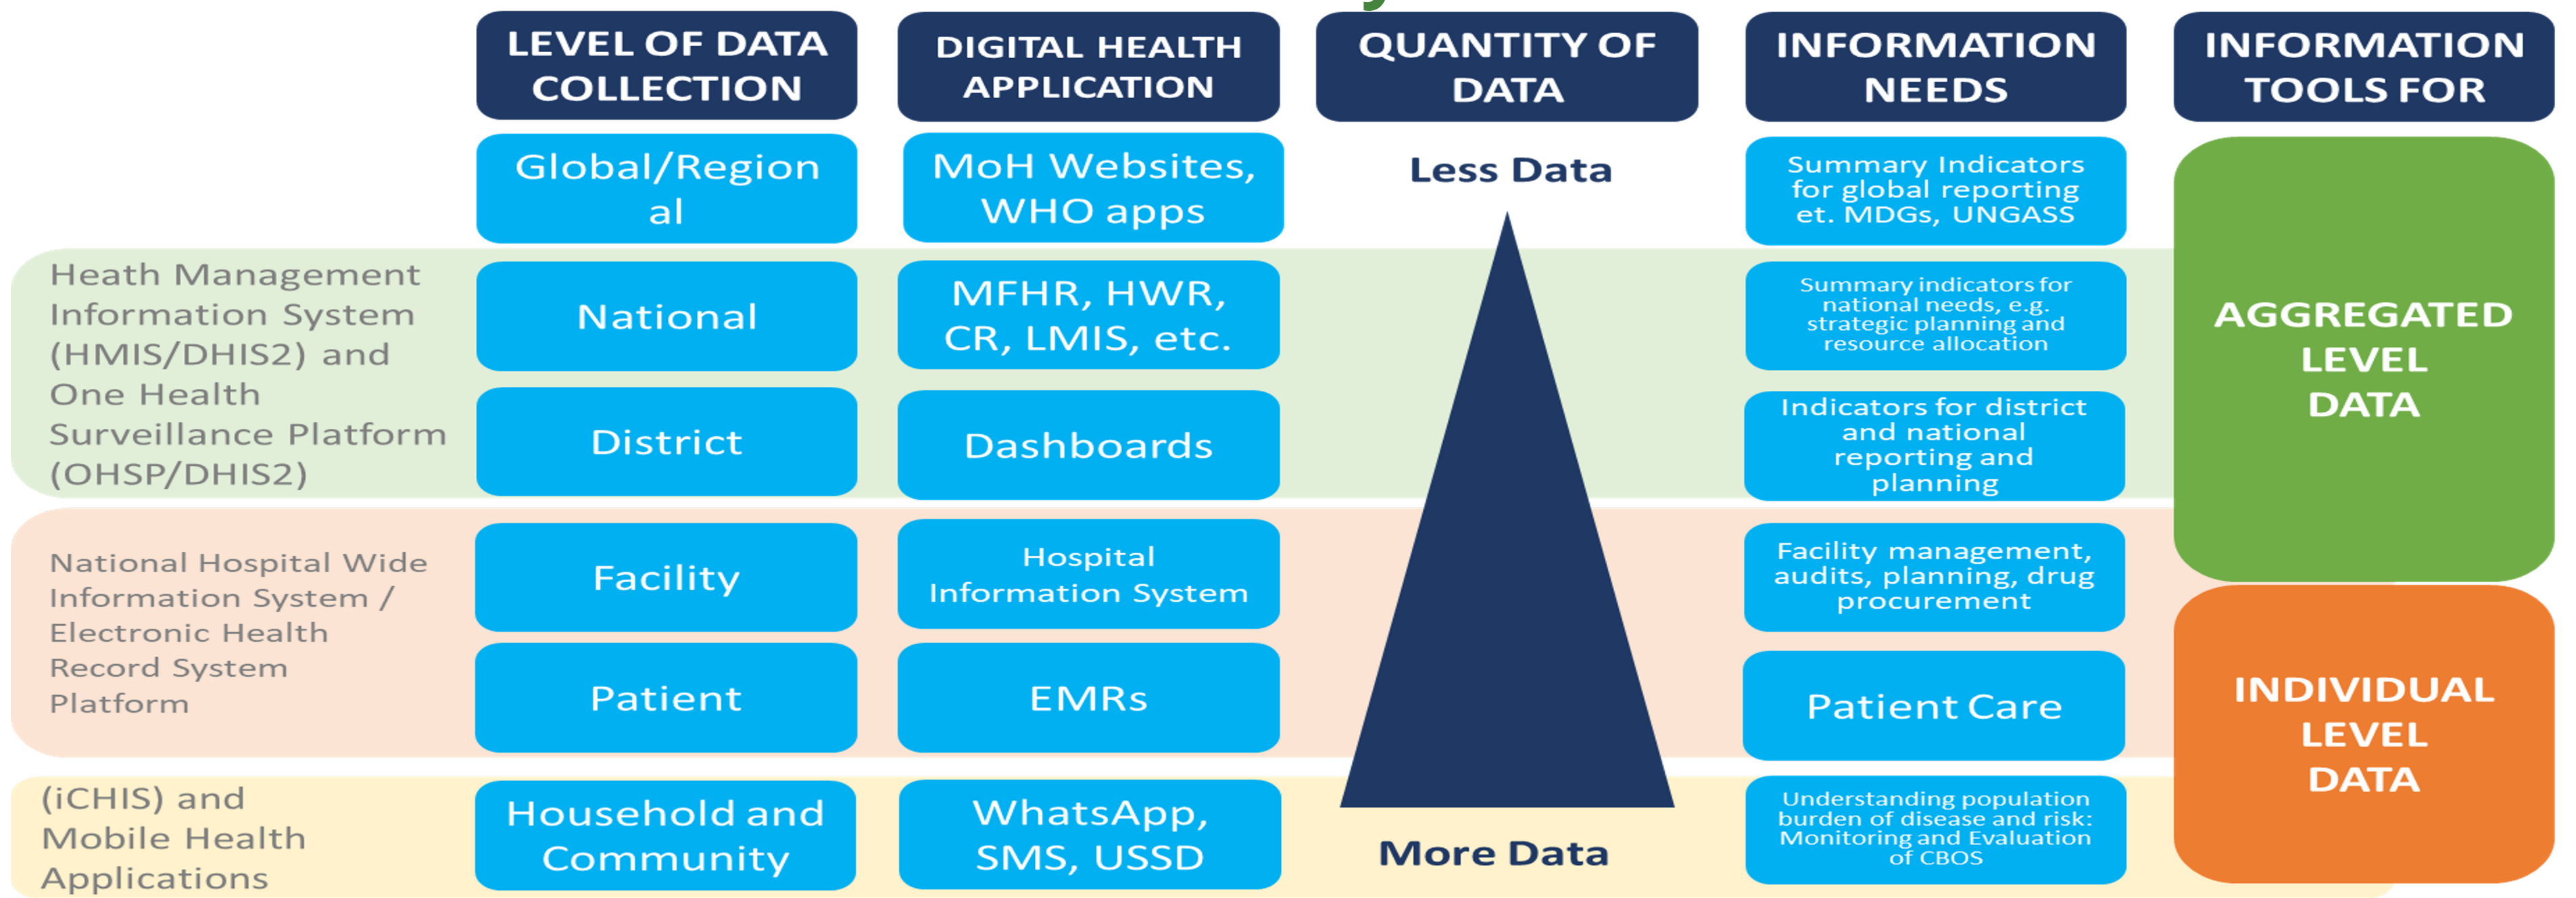 LEVEL OF DATA
COLLECTION
DIGITAL HEALTH
APPLICATION
QUANTITY OF
DATA
INFORMATION
NEEDS
INFORMATION
TOOLS FOR
Global/Region
al
MoH Websites,
WHO apps
Less Data
Summary Indicators
for global reporting
et. MDGs, UNGASS
Heath Management
Information System
(HMIS/DHIS2) and
One Health
Surveillance Platform
(OHSP/DHIS2)
National
MFHR, HWR,
CR, LMIS, etc.
Summary indicators for
national needs, e.g.
strategic planning and
resource allocation
District
Dashboards
Indicators for district
and national
reporting and
planning
AGGREGATED
LEVEL
DATA
National Hospital Wide
Information System /
Electronic Health
Record System
Platform
Facility
Hospital
Information System
Facility management,
audits, planning, drug
procurement
Patient
EMRs
Patient Care
INDIVIDUAL
LEVEL
DATA
(iCHIS) and
Mobile Health
Applications
Household and
Community
WhatsApp,
SMS, USSD
More Data
Understanding population
burden of disease and risk:
Monitoring and Evaluation
of CBOS